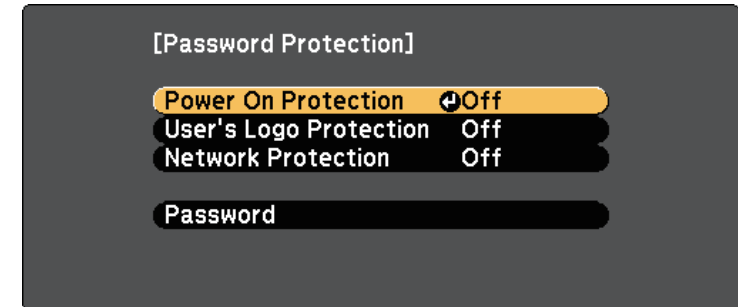 [Password Protection]
Power On Protection Off
User's Logo Protection Off
Network Protection Off
Password